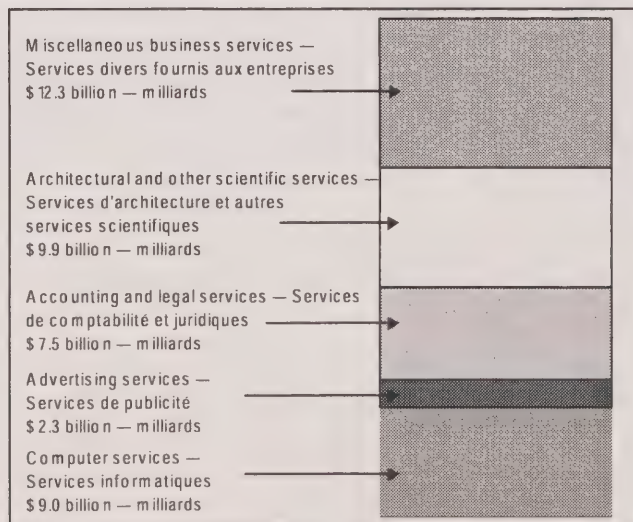 Miscellaneous business services —
Services divers fournis aux entreprises
$12.3 billion — milliards
Architectural and other scientific services —
Services d'architecture et autres
services scientifiques
$9.9 billion — milliards
Accounting and legal services — Services
de comptabilité et juridiques
$7.5 billion — milliards
Advertising services —
Services de publicité
$2.3 billion — milliards
Computer services —
Services informatiques
$9.0 billion — milliards